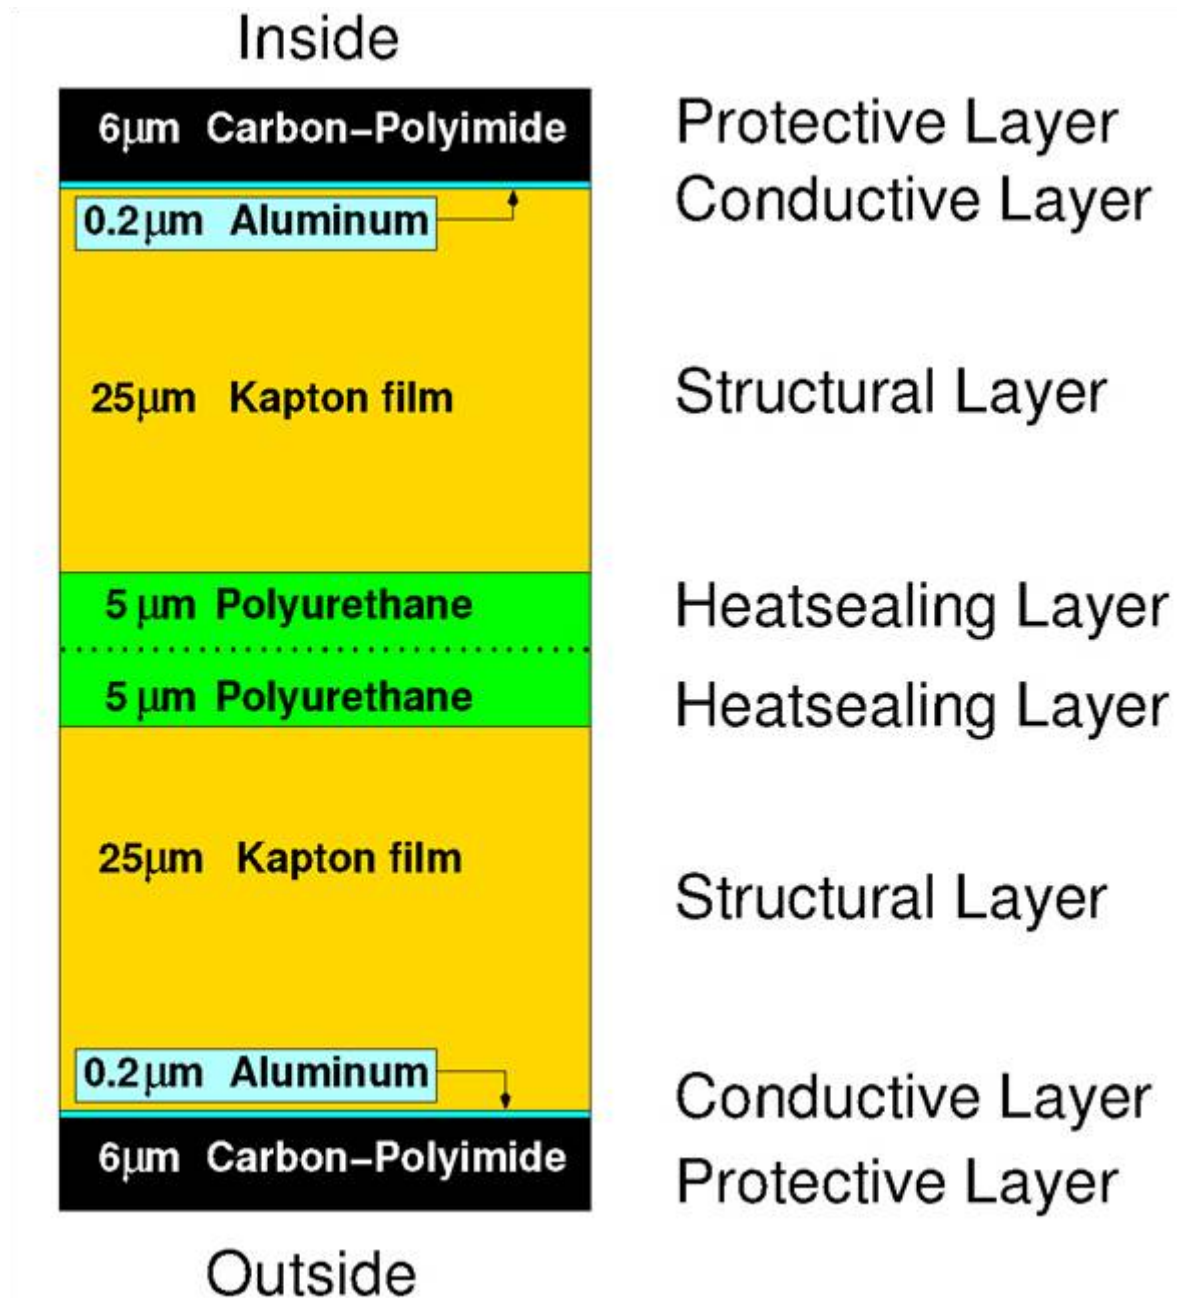 Inside
6μm Carbon–Polyimide Protective Layer
Conductive Layer
0.2μm Aluminum
25μm Kapton film Structural Layer
5 μm Polyurethane Heatsealing Layer
5 μm Polyurethane Heatsealing Layer
25μm Kapton film
Structural Layer
0.2μm Aluminum
Conductive Layer
6μm Carbon–Polyimide
Protective Layer
Outside